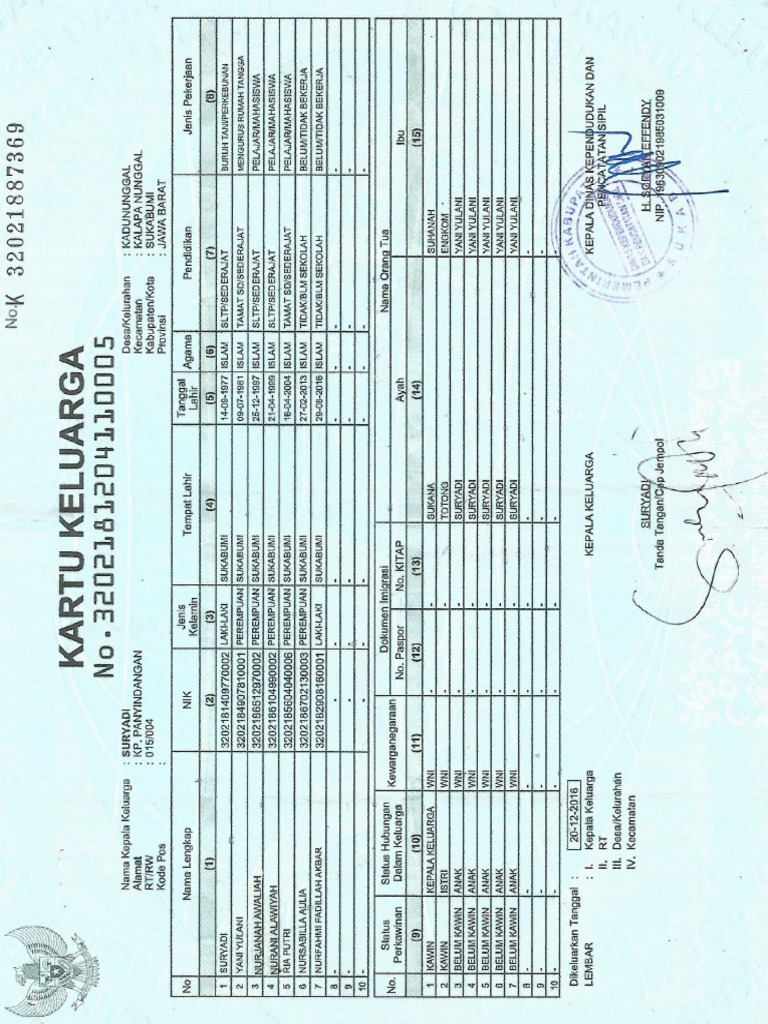 No. K 32021887369
KARTU KELUARGA
No. 3202181204110005
Nama Kepala Keluarga : SURYADI
Alamat : KP. PANYINDANGAN
RT/RW : 015/004
Kode Pos :
Desa/Kelurahan : KADUNUNGGAL
Kecamatan : KALAPA NUNGGAL
Kabupaten/Kota : SUKABUMI
Provinsi : JAWA BARAT
No Nama Lengkap NIK Jenis Kelamin Tempat Lahir Tanggal Lahir Agama Pendidikan Jenis Pekerjaan
(1) (2) (3) (4) (5) (6) (7) (8)
1 SURYADI 3202181409770002 LAKI-LAKI SUKABUMI 14-09-1977 ISLAM SLTP/SEDERAJAT BURUH TANI/PERKEBUNAN
2 YANI YULANI 3202184907810001 PEREMPUAN SUKABUMI 09-07-1981 ISLAM TAMAT SD/SEDERAJAT MENGURUS RUMAH TANGGA
3 NURJANAH AWALIAH 3202186512970002 PEREMPUAN SUKABUMI 25-12-1997 ISLAM SLTP/SEDERAJAT PELAJAR/MAHASISWA
4 NURANI ALAWIYAH 3202186104990002 PEREMPUAN SUKABUMI 21-04-1999 ISLAM SLTP/SEDERAJAT PELAJAR/MAHASISWA
5 RIA PUTRI 3202185604040006 PEREMPUAN SUKABUMI 16-04-2004 ISLAM TAMAT SD/SEDERAJAT PELAJAR/MAHASISWA
6 NURSABILLA AULIA 3202186702130003 PEREMPUAN SUKABUMI 27-02-2013 ISLAM TIDAK/BLM SEKOLAH BELUM/TIDAK BEKERJA
7 NURFAHMI FADILLAH AKBAR 3202182908160001 LAKI-LAKI SUKABUMI 29-08-2016 ISLAM TIDAK/BLM SEKOLAH BELUM/TIDAK BEKERJA
8 - - - - - - - -
9 - - - - - - - -
10 - - - - - - - -
No. Status Perkawinan Status Hubungan Dalam Keluarga Kewarganegaraan Dokumen Imigrasi Nama Orang Tua
No. Paspor No. KITAP Ayah Ibu
(9) (10) (11) (12) (13) (14) (15)
1 KAWIN KEPALA KELUARGA WNI - - SUKANA SUHANAH
2 KAWIN ISTRI WNI - - TOTONG ENGKOM
3 BELUM KAWIN ANAK WNI - - SURYADI YANI YULANI
4 BELUM KAWIN ANAK WNI - - SURYADI YANI YULANI
5 BELUM KAWIN ANAK WNI - - SURYADI YANI YULANI
6 BELUM KAWIN ANAK WNI - - SURYADI YANI YULANI
7 BELUM KAWIN ANAK WNI - - SURYADI YANI YULANI
8 - - - - - - -
9 - - - - - - -
10 - - - - - - -
Dikeluarkan Tanggal : 20-12-2016
LEMBAR : I. Kepala Keluarga
II. RT
III. Desa/Kelurahan
IV. Kecamatan
KEPALA KELUARGA
SURYADI
Tanda Tangan/Cap Jempol
KEPALA DINAS KEPENDUDUKAN DAN
PENCATATAN SIPIL
EFFENDY
PEMERINTAH KABUPATEN